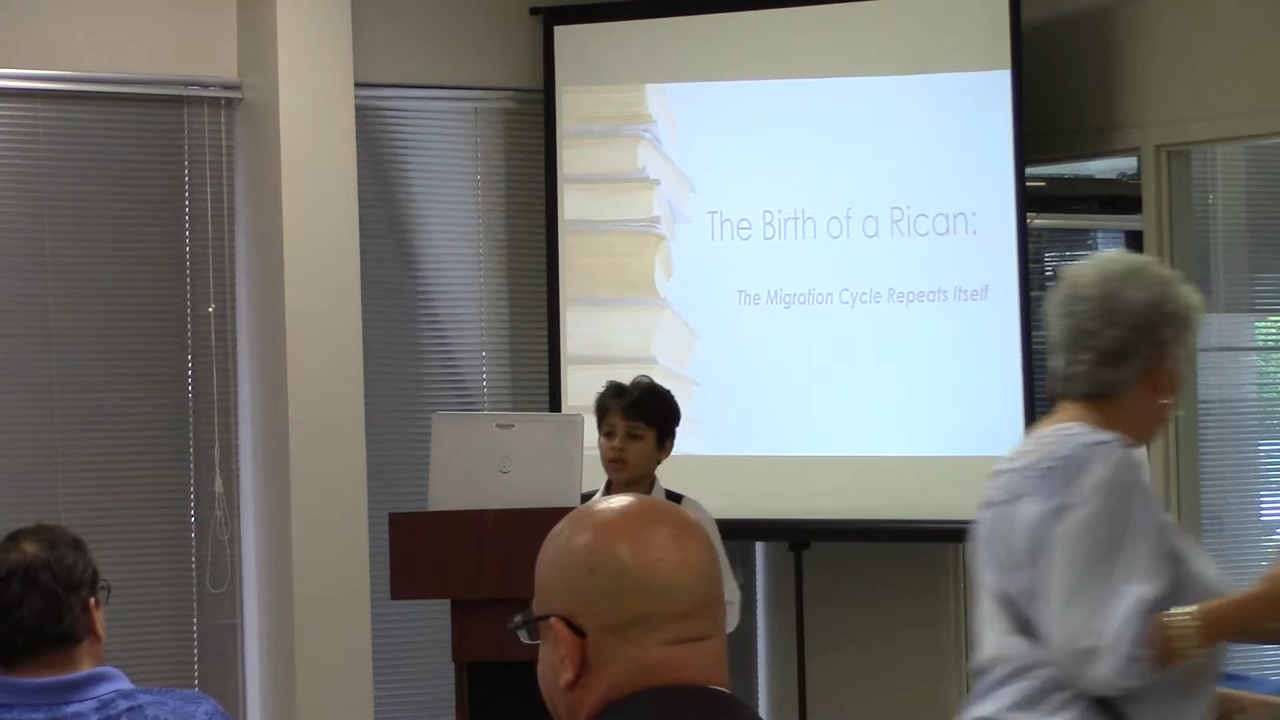 The Birth of a Rican:
The Migration Cycle Repeats Itself